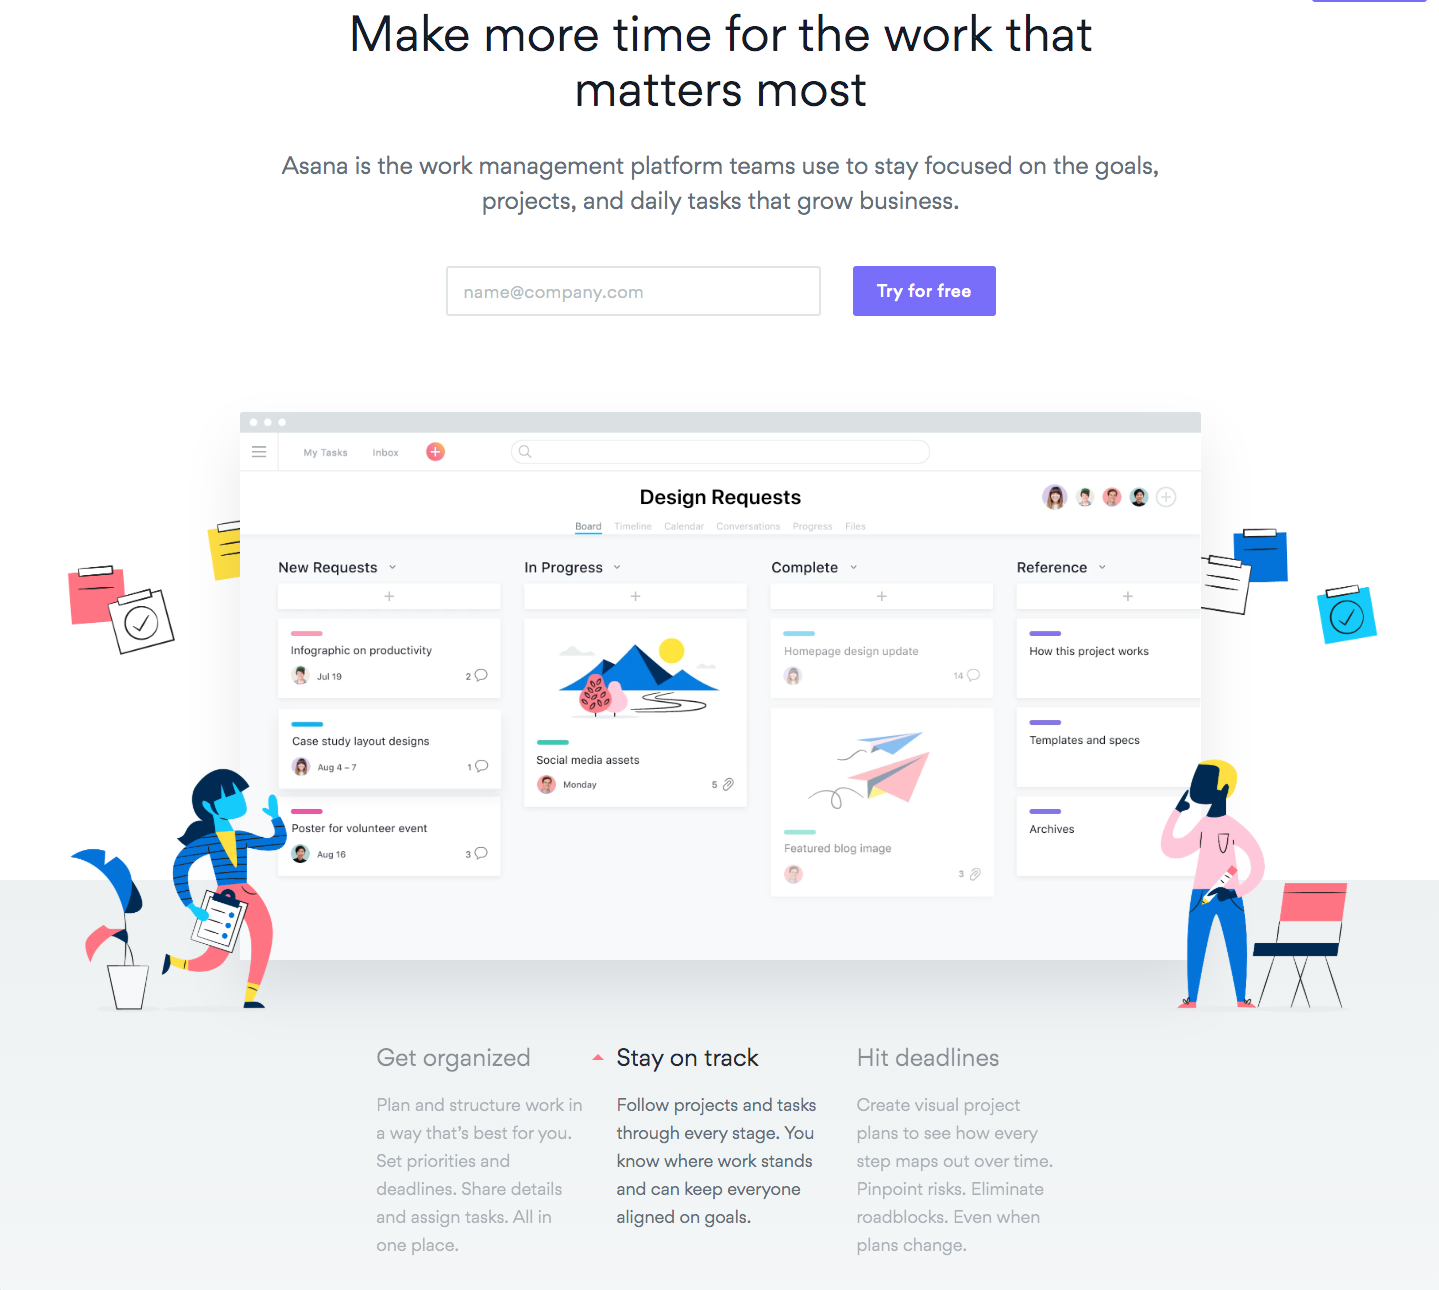 Make more time for the work that
matters most
Asana is the work management platform teams use to stay focused on the goals,
projects, and daily tasks that grow business.
name@company.com
Try for free
My Tasks
Inbox
Design Requests
Board
Timeline
Calendar
Conversations
Progress
Files
New Requests
Infographic on productivity
Jul 19
2
Case study layout designs
Aug 4 – 7
1
Poster for volunteer event
Aug 16
3
In Progress
Social media assets
Monday
5
Complete
Homepage design update
14
Featured blog image
3
Reference
How this project works
Templates and specs
Archives
Get organized
Plan and structure work in
a way that's best for you.
Set priorities and
deadlines. Share details
and assign tasks. All in
one place.
Stay on track
Follow projects and tasks
through every stage. You
know where work stands
and can keep everyone
aligned on goals.
Hit deadlines
Create visual project
plans to see how every
step maps out over time.
Pinpoint risks. Eliminate
roadblocks. Even when
plans change.